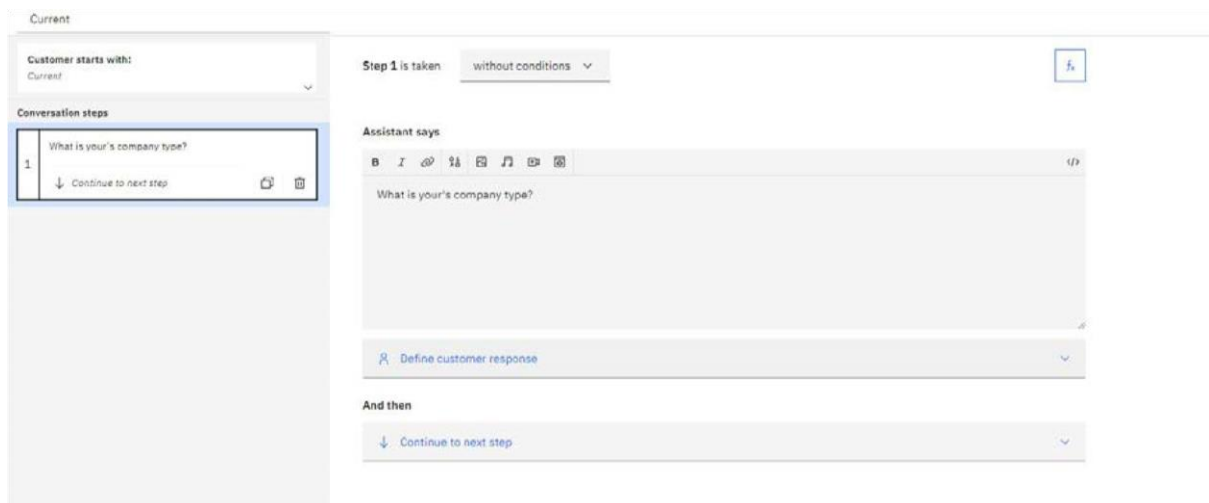 Current
Customer starts with:
Current
Conversation steps
1
What is your's company type?
Continue to next step
Step 1 is taken without conditions
fx
Assistant says
B I </>
What is your's company type?
Define customer response
And then
Continue to next step